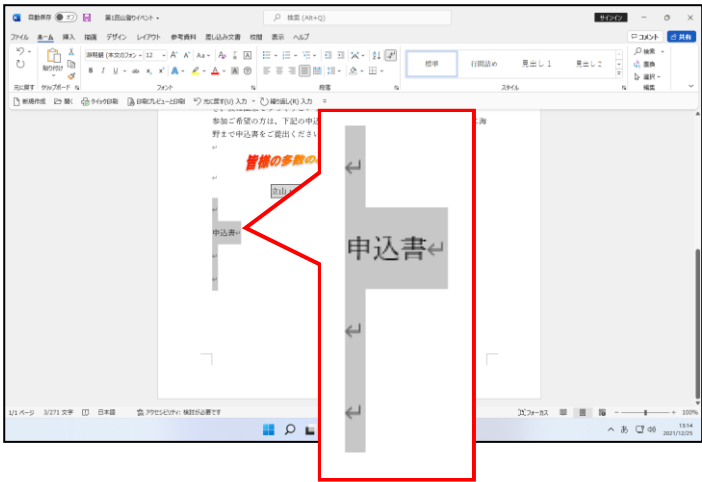 自動保存 オフ 第1回山登りイベント
検索 (Alt+Q)
サインイン
ファイル ホーム 挿入 描画 デザイン レイアウト 参考資料 差し込み文書 校閲 表示 ヘルプ
コメント 共有
貼り付け
游明朝 (本文のフォン 12
標準 行間詰め 見出し 1 見出し 2
検索
置換
選択
元に戻す クリップボード フォント 段落 スタイル 編集
新規作成 開く クイック印刷 印刷プレビューと印刷 元に戻す(U) 入力 繰り返し(R) 入力
参加ご希望の方は、下記の申込
海
野まで申込書をご提出ください
皆様の多数の
立山
申込書
申込書
1/1 ページ 3/271 文字 日本語 アクセシビリティ: 検討が必要です
フォーカス
100%
あ
13:14
2021/12/25